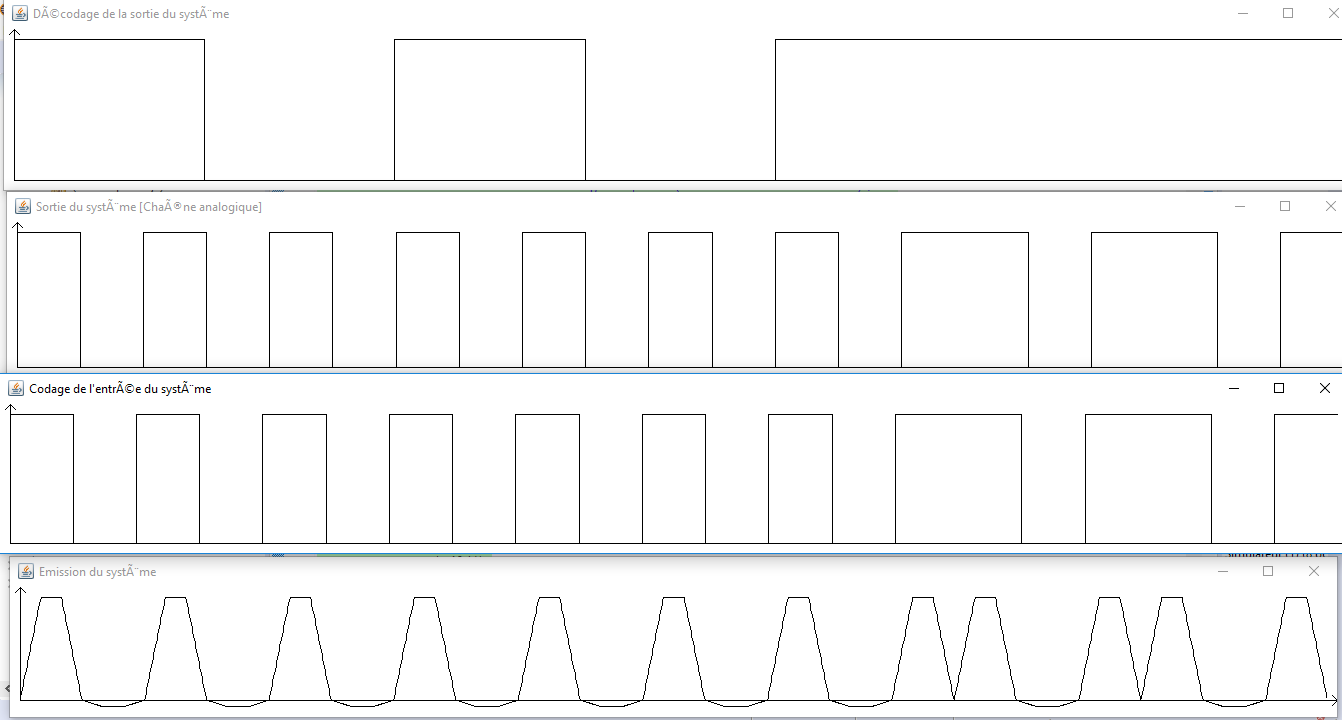 DÃ©codage de la sortie du systÃ¨me
Sortie du systÃ¨me [ChaÃ®ne analogique]
Codage de l'entrÃ©e du systÃ¨me
Emission du systÃ¨me